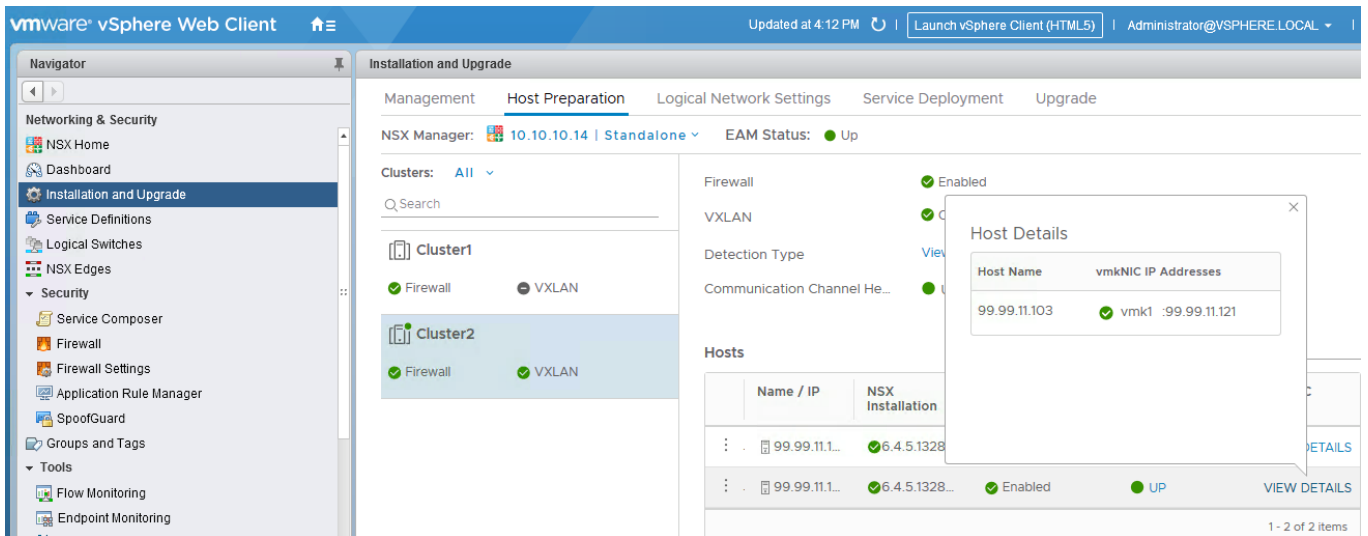 vmware® vSphere Web Client
Updated at 4:12 PM
Launch vSphere Client (HTML5)
Administrator@VSPHERE.LOCAL
Navigator
Networking & Security
NSX Home
Dashboard
Installation and Upgrade
Service Definitions
Logical Switches
NSX Edges
Security
Service Composer
Firewall
Firewall Settings
Application Rule Manager
SpoofGuard
Groups and Tags
Tools
Flow Monitoring
Endpoint Monitoring
Installation and Upgrade
Management Host Preparation Logical Network Settings Service Deployment Upgrade
NSX Manager: 10.10.10.14 | Standalone EAM Status: Up
Clusters: All
Search
Cluster1
Firewall VXLAN
Cluster2
Firewall VXLAN
Firewall Enabled
VXLAN
Detection Type View
Communication Channel He...
Host Details
Host Name vmkNIC IP Addresses
99.99.11.103 vmk1 :99.99.11.121
Hosts
Name / IP NSX Installation
99.99.11.1... 6.4.5.1328 DETAILS
99.99.11.1... 6.4.5.1328... Enabled UP VIEW DETAILS
1 - 2 of 2 items